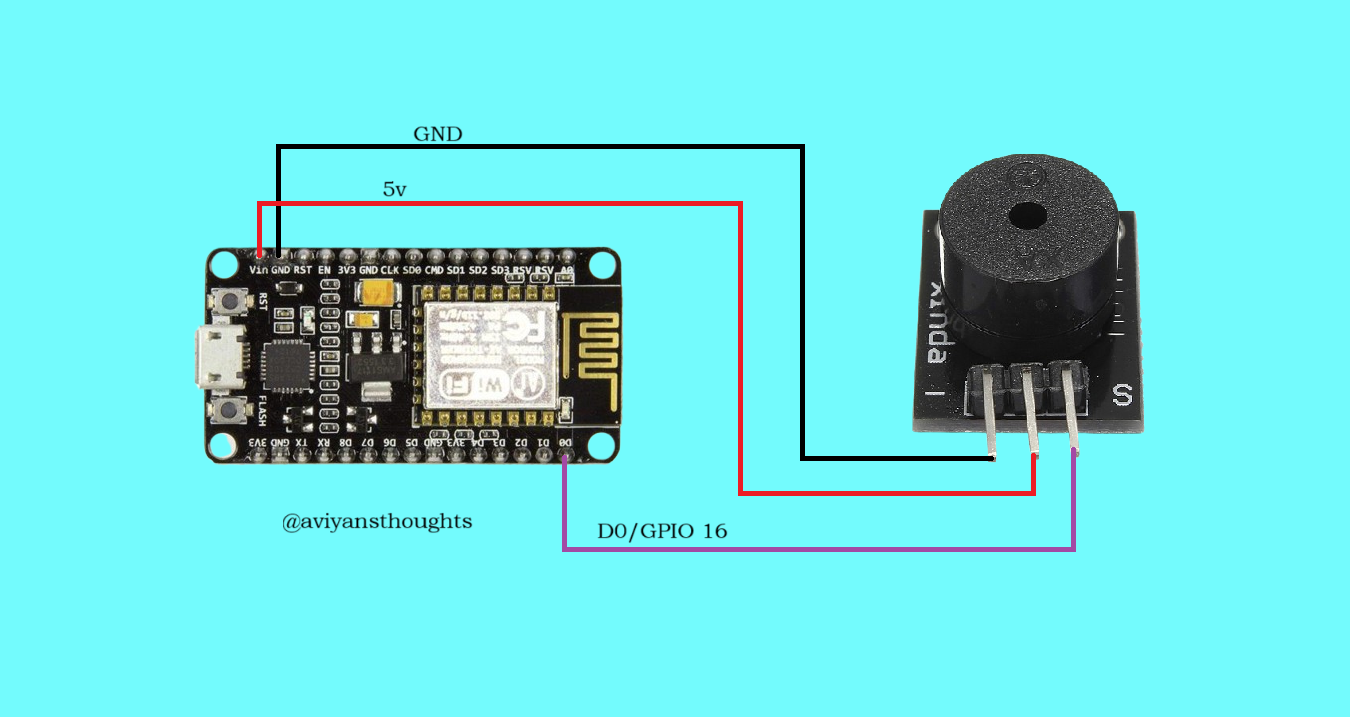 GND
5v
Vin GND RST EN 3V3 GND CLK SD0 CMD SD1 SD2 SD3 RSV RSV A0
RST
FLASH
WiFi
3V3 GND TX RX D8 D7 D6 D5 GND 3V3 D4 D3 D2 D1 D0
S
@aviyansthoughts
D0/GPIO 16